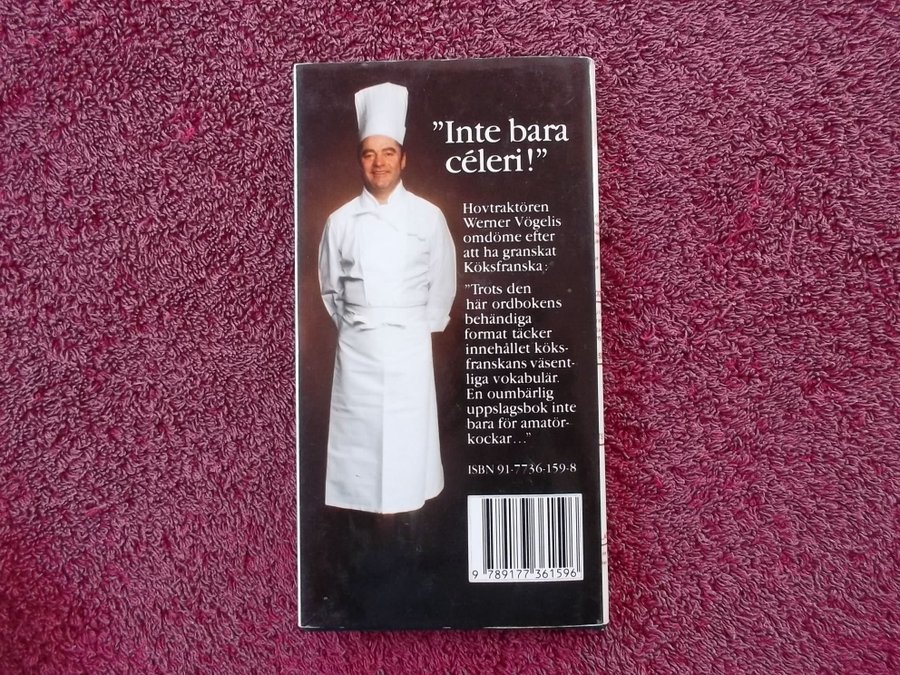 ”Inte bara
céleri!”
Hovtraktören
Werner Vögelis
omdöme efter
att ha granskat
Köksfranska:
”Trots den
här ordbokens
behändiga
format täcker
innehållet köks-
franskans väsent-
liga vokabulär.
En oumbärlig
uppslagsbok inte
bara för amatör-
kockar...”
ISBN 91-7736-159-8
9 789177 361596